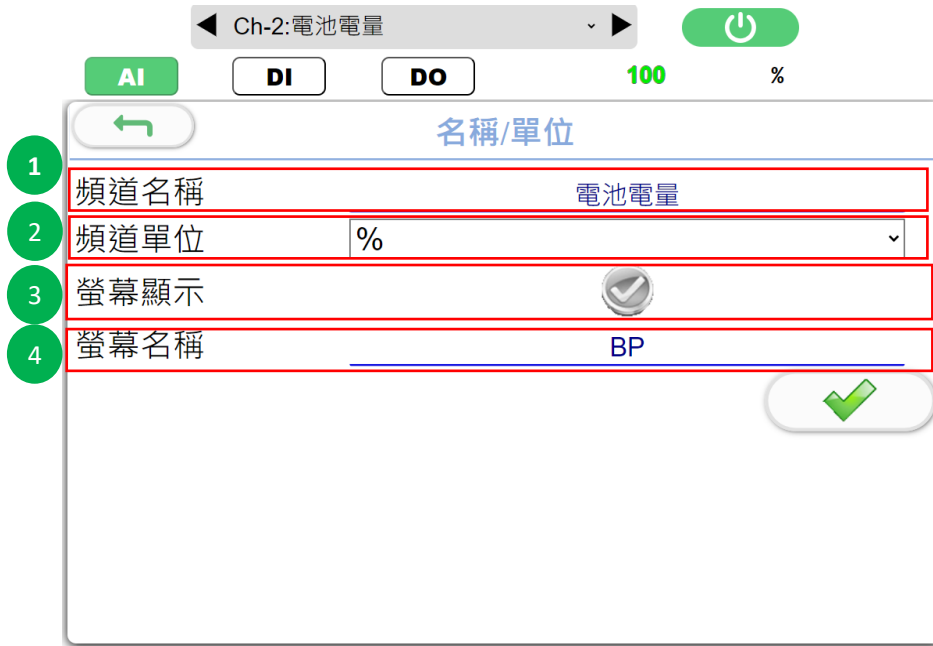 Ch-2:電池電量
AI DI DO 100 %
名稱/單位
1
頻道名稱 電池電量
2
頻道單位 %
3
螢幕顯示
4
螢幕名稱 BP